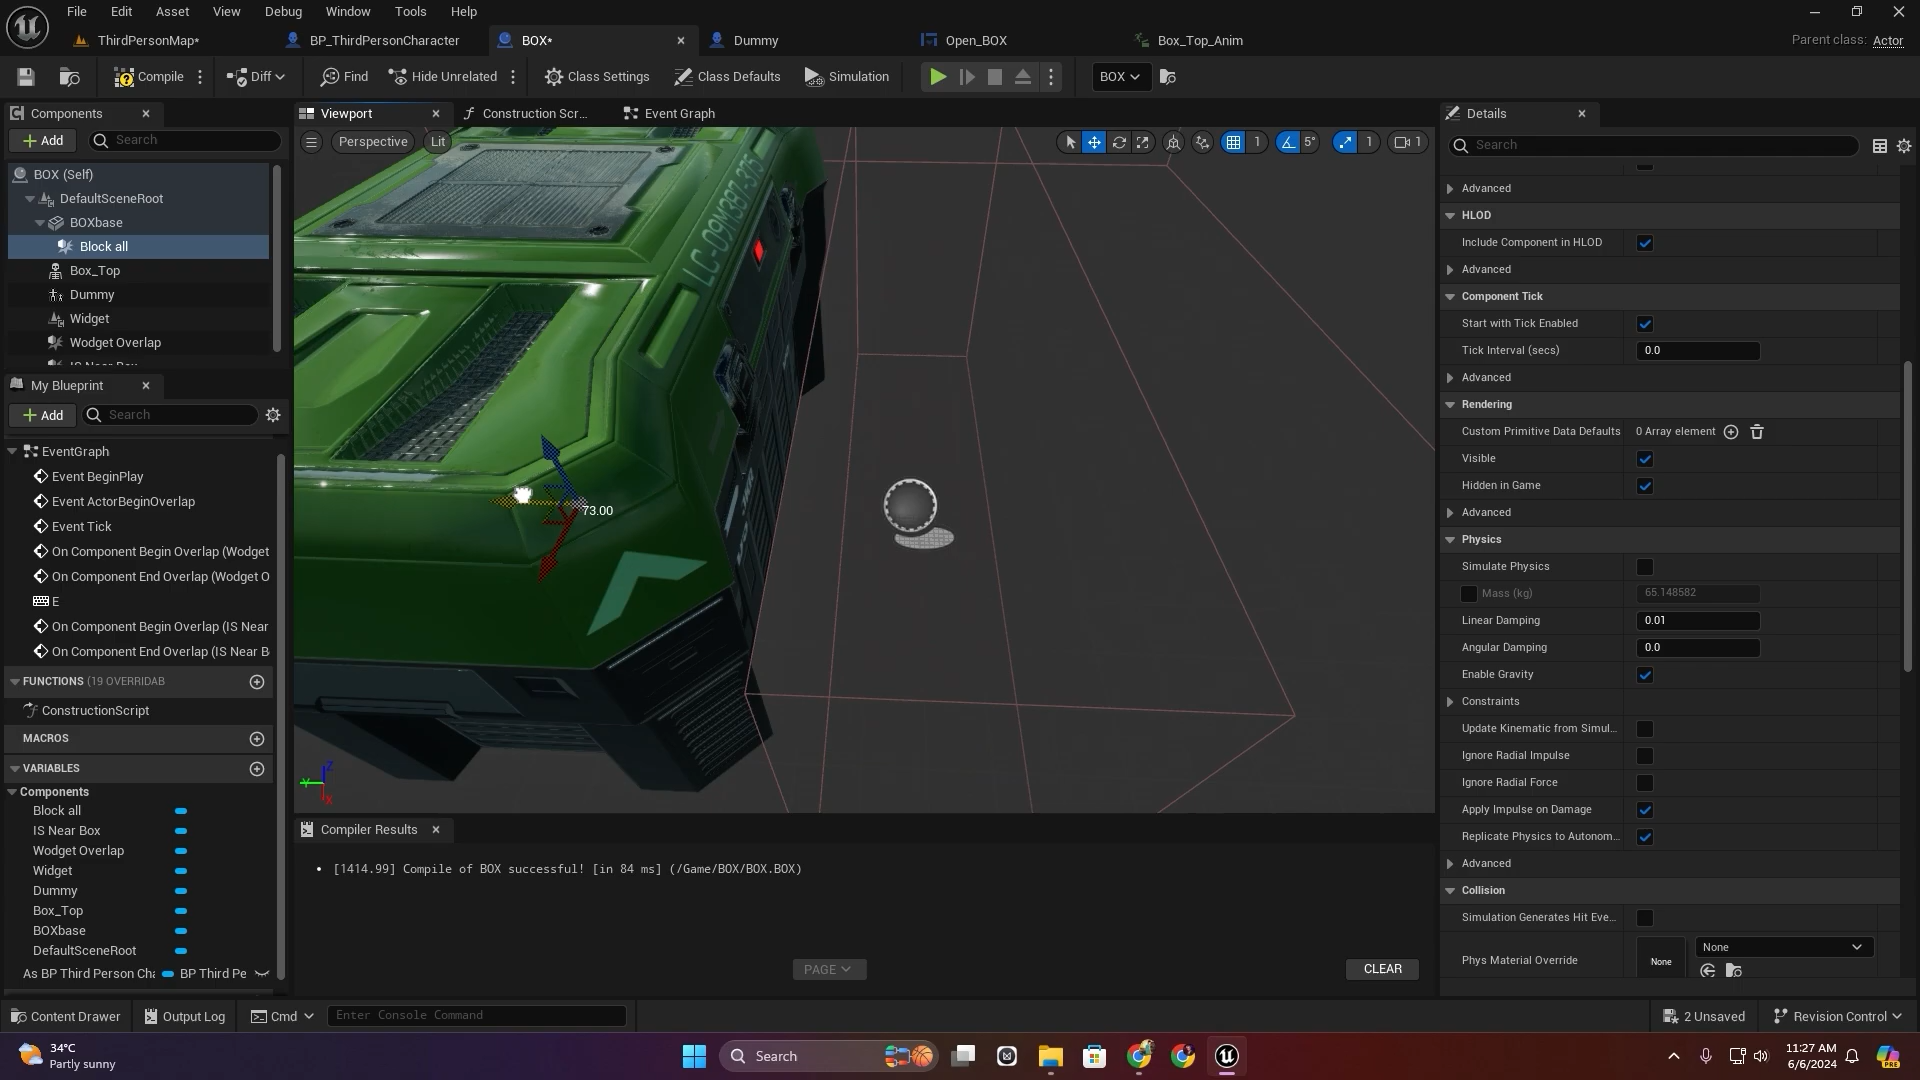 File Edit Asset View Debug Window Tools Help
ThirdPersonMap* BP_ThirdPersonCharacter BOX* Dummy Open_BOX Box_Top_Anim Parent class: Actor
Compile Diff Find Hide Unrelated Class Settings Class Defaults Simulation BOX
Components
Add Search
BOX (Self)
DefaultSceneRoot
BOXbase
Block all
Box_Top
Dummy
Widget
Wodget Overlap
My Blueprint
Add Search
EventGraph
Event BeginPlay
Event ActorBeginOverlap
Event Tick
On Component Begin Overlap (Wodget
On Component End Overlap (Wodget O
E
On Component Begin Overlap (IS Near
On Component End Overlap (IS Near B
FUNCTIONS (19 OVERRIDAB
ConstructionScript
MACROS
VARIABLES
Components
Block all
IS Near Box
Wodget Overlap
Widget
Dummy
Box_Top
BOXbase
DefaultSceneRoot
As BP Third Person Cha BP Third Pe
Viewport Construction Scr... Event Graph
Perspective Lit 1 5° 1 1
LC-09M387-375
73.00
Z
Y
X
Compiler Results
• [1414.99] Compile of BOX successful! [in 84 ms] (/Game/BOX/BOX.BOX)
PAGE CLEAR
Details
Search
Advanced
HLOD
Include Component in HLOD
Advanced
Component Tick
Start with Tick Enabled
Tick Interval (secs) 0.0
Advanced
Rendering
Custom Primitive Data Defaults 0 Array element
Visible
Hidden in Game
Advanced
Physics
Simulate Physics
Mass (kg) 65.148582
Linear Damping 0.01
Angular Damping 0.0
Enable Gravity
Constraints
Update Kinematic from Simul...
Ignore Radial Impulse
Ignore Radial Force
Apply Impulse on Damage
Replicate Physics to Autonom...
Advanced
Collision
Simulation Generates Hit Eve...
Phys Material Override None None
Content Drawer Output Log Cmd Enter Console Command 2 Unsaved Revision Control
34°C
Partly sunny
Search
11:27 AM
6/6/2024
PRE